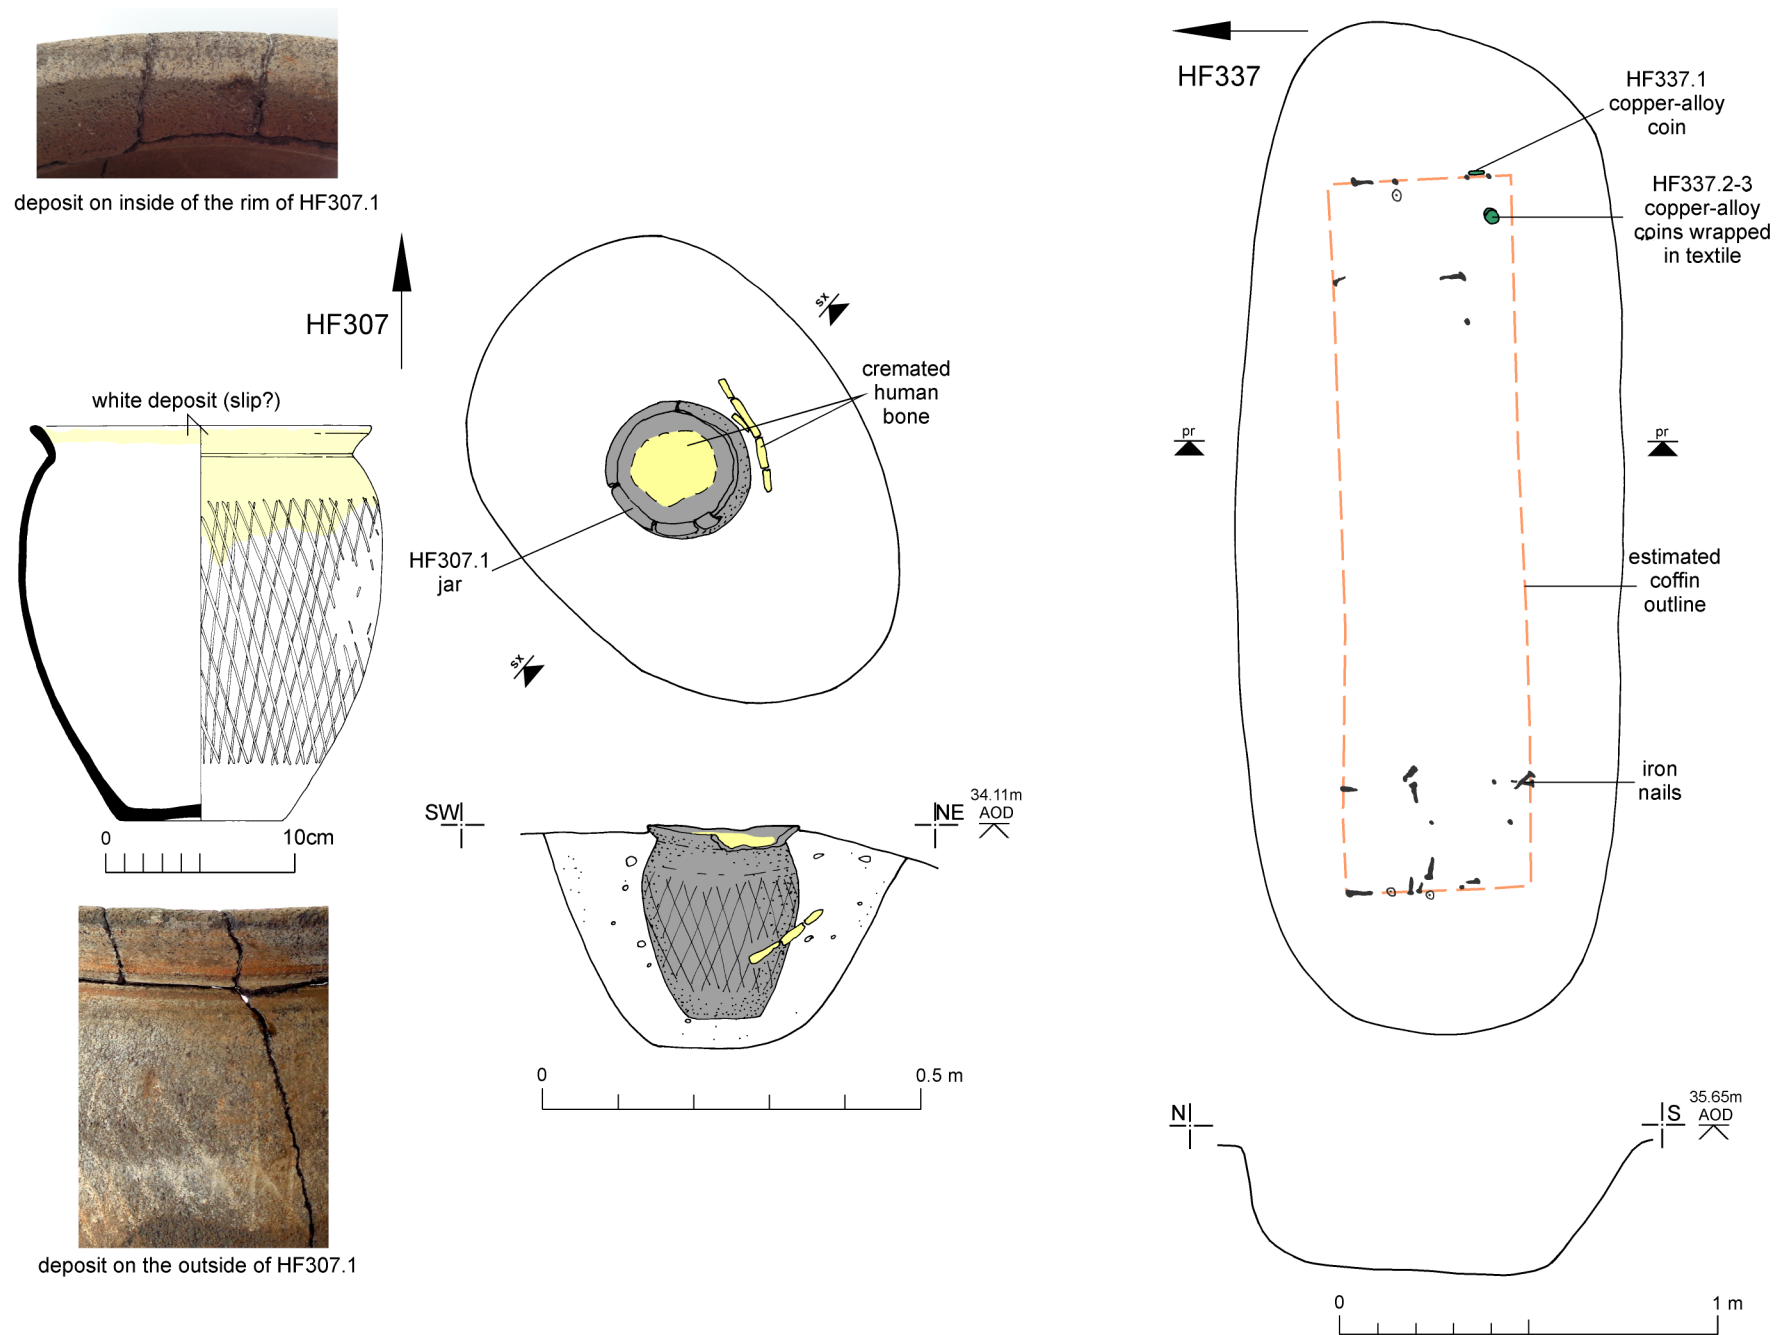 deposit on inside of the rim of HF307.1
HF307
white deposit (slip?)
0
10cm
deposit on the outside of HF307.1
sx
cremated
human
bone
HF307.1
jar
sx
SW
NE
34.11m
AOD
0
0.5 m
HF337
HF337.1
copper-alloy
coin
HF337.2-3
copper-alloy
coins wrapped
in textile
pr
pr
estimated
coffin
outline
iron
nails
N
S
35.65m
AOD
0
1 m